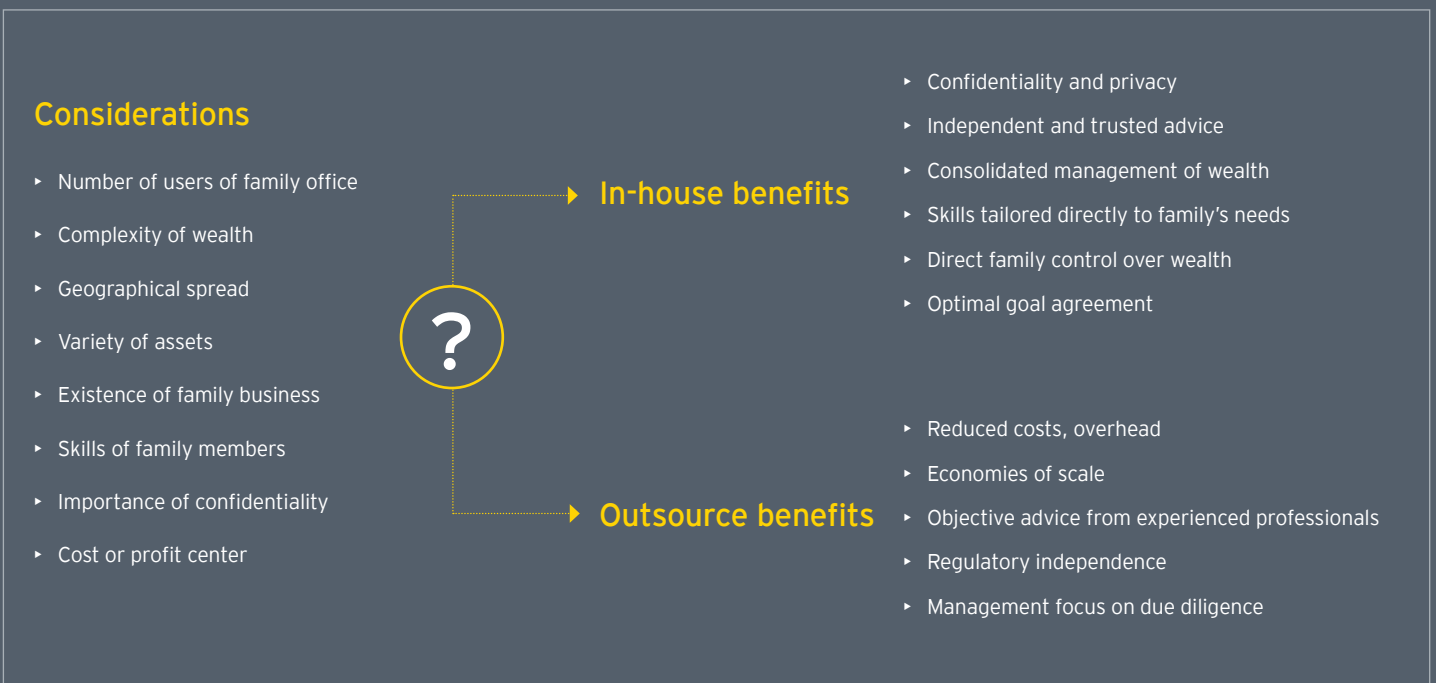 Considerations
Number of users of family office
Complexity of wealth
Geographical spread
Variety of assets
Existence of family business
Skills of family members
Importance of confidentiality
Cost or profit center
?
In-house benefits
Confidentiality and privacy
Independent and trusted advice
Consolidated management of wealth
Skills tailored directly to family's needs
Direct family control over wealth
Optimal goal agreement
Outsource benefits
Reduced costs, overhead
Economies of scale
Objective advice from experienced professionals
Regulatory independence
Management focus on due diligence